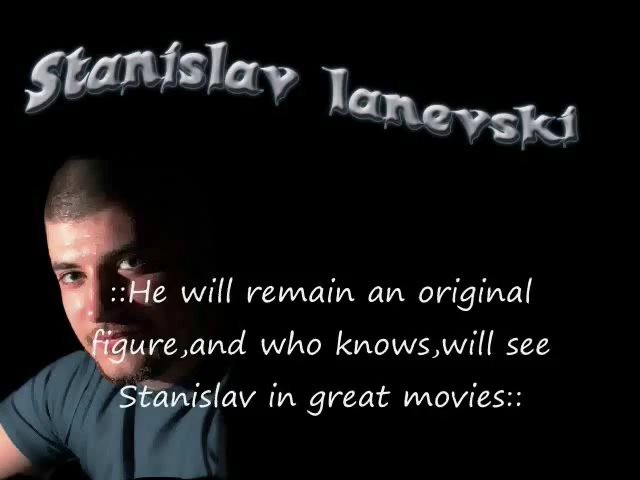 Stanislav Ianevski
::He will remain an original
figure,and who knows,will see
Stanislav in great movies::